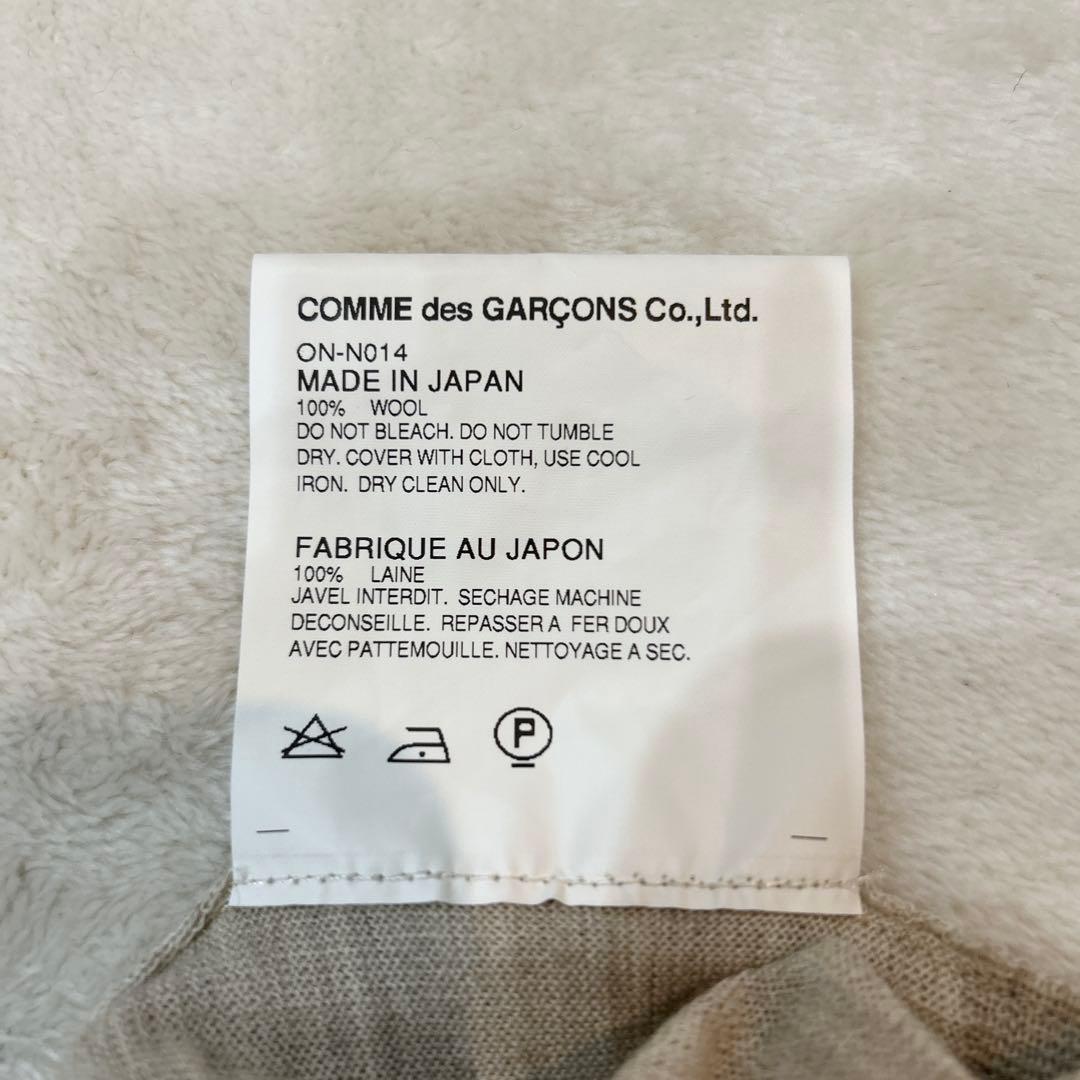 COMME des GARÇONS Co.,Ltd.
ON-N014
MADE IN JAPAN
100% WOOL
DO NOT BLEACH. DO NOT TUMBLE
DRY. COVER WITH CLOTH, USE COOL
IRON. DRY CLEAN ONLY.
FABRIQUE AU JAPON
100% LAINE
JAVEL INTERDIT. SECHAGE MACHINE
DECONSEILLE. REPASSER A FER DOUX
AVEC PATTEMOUILLE. NETTOYAGE A SEC.
P